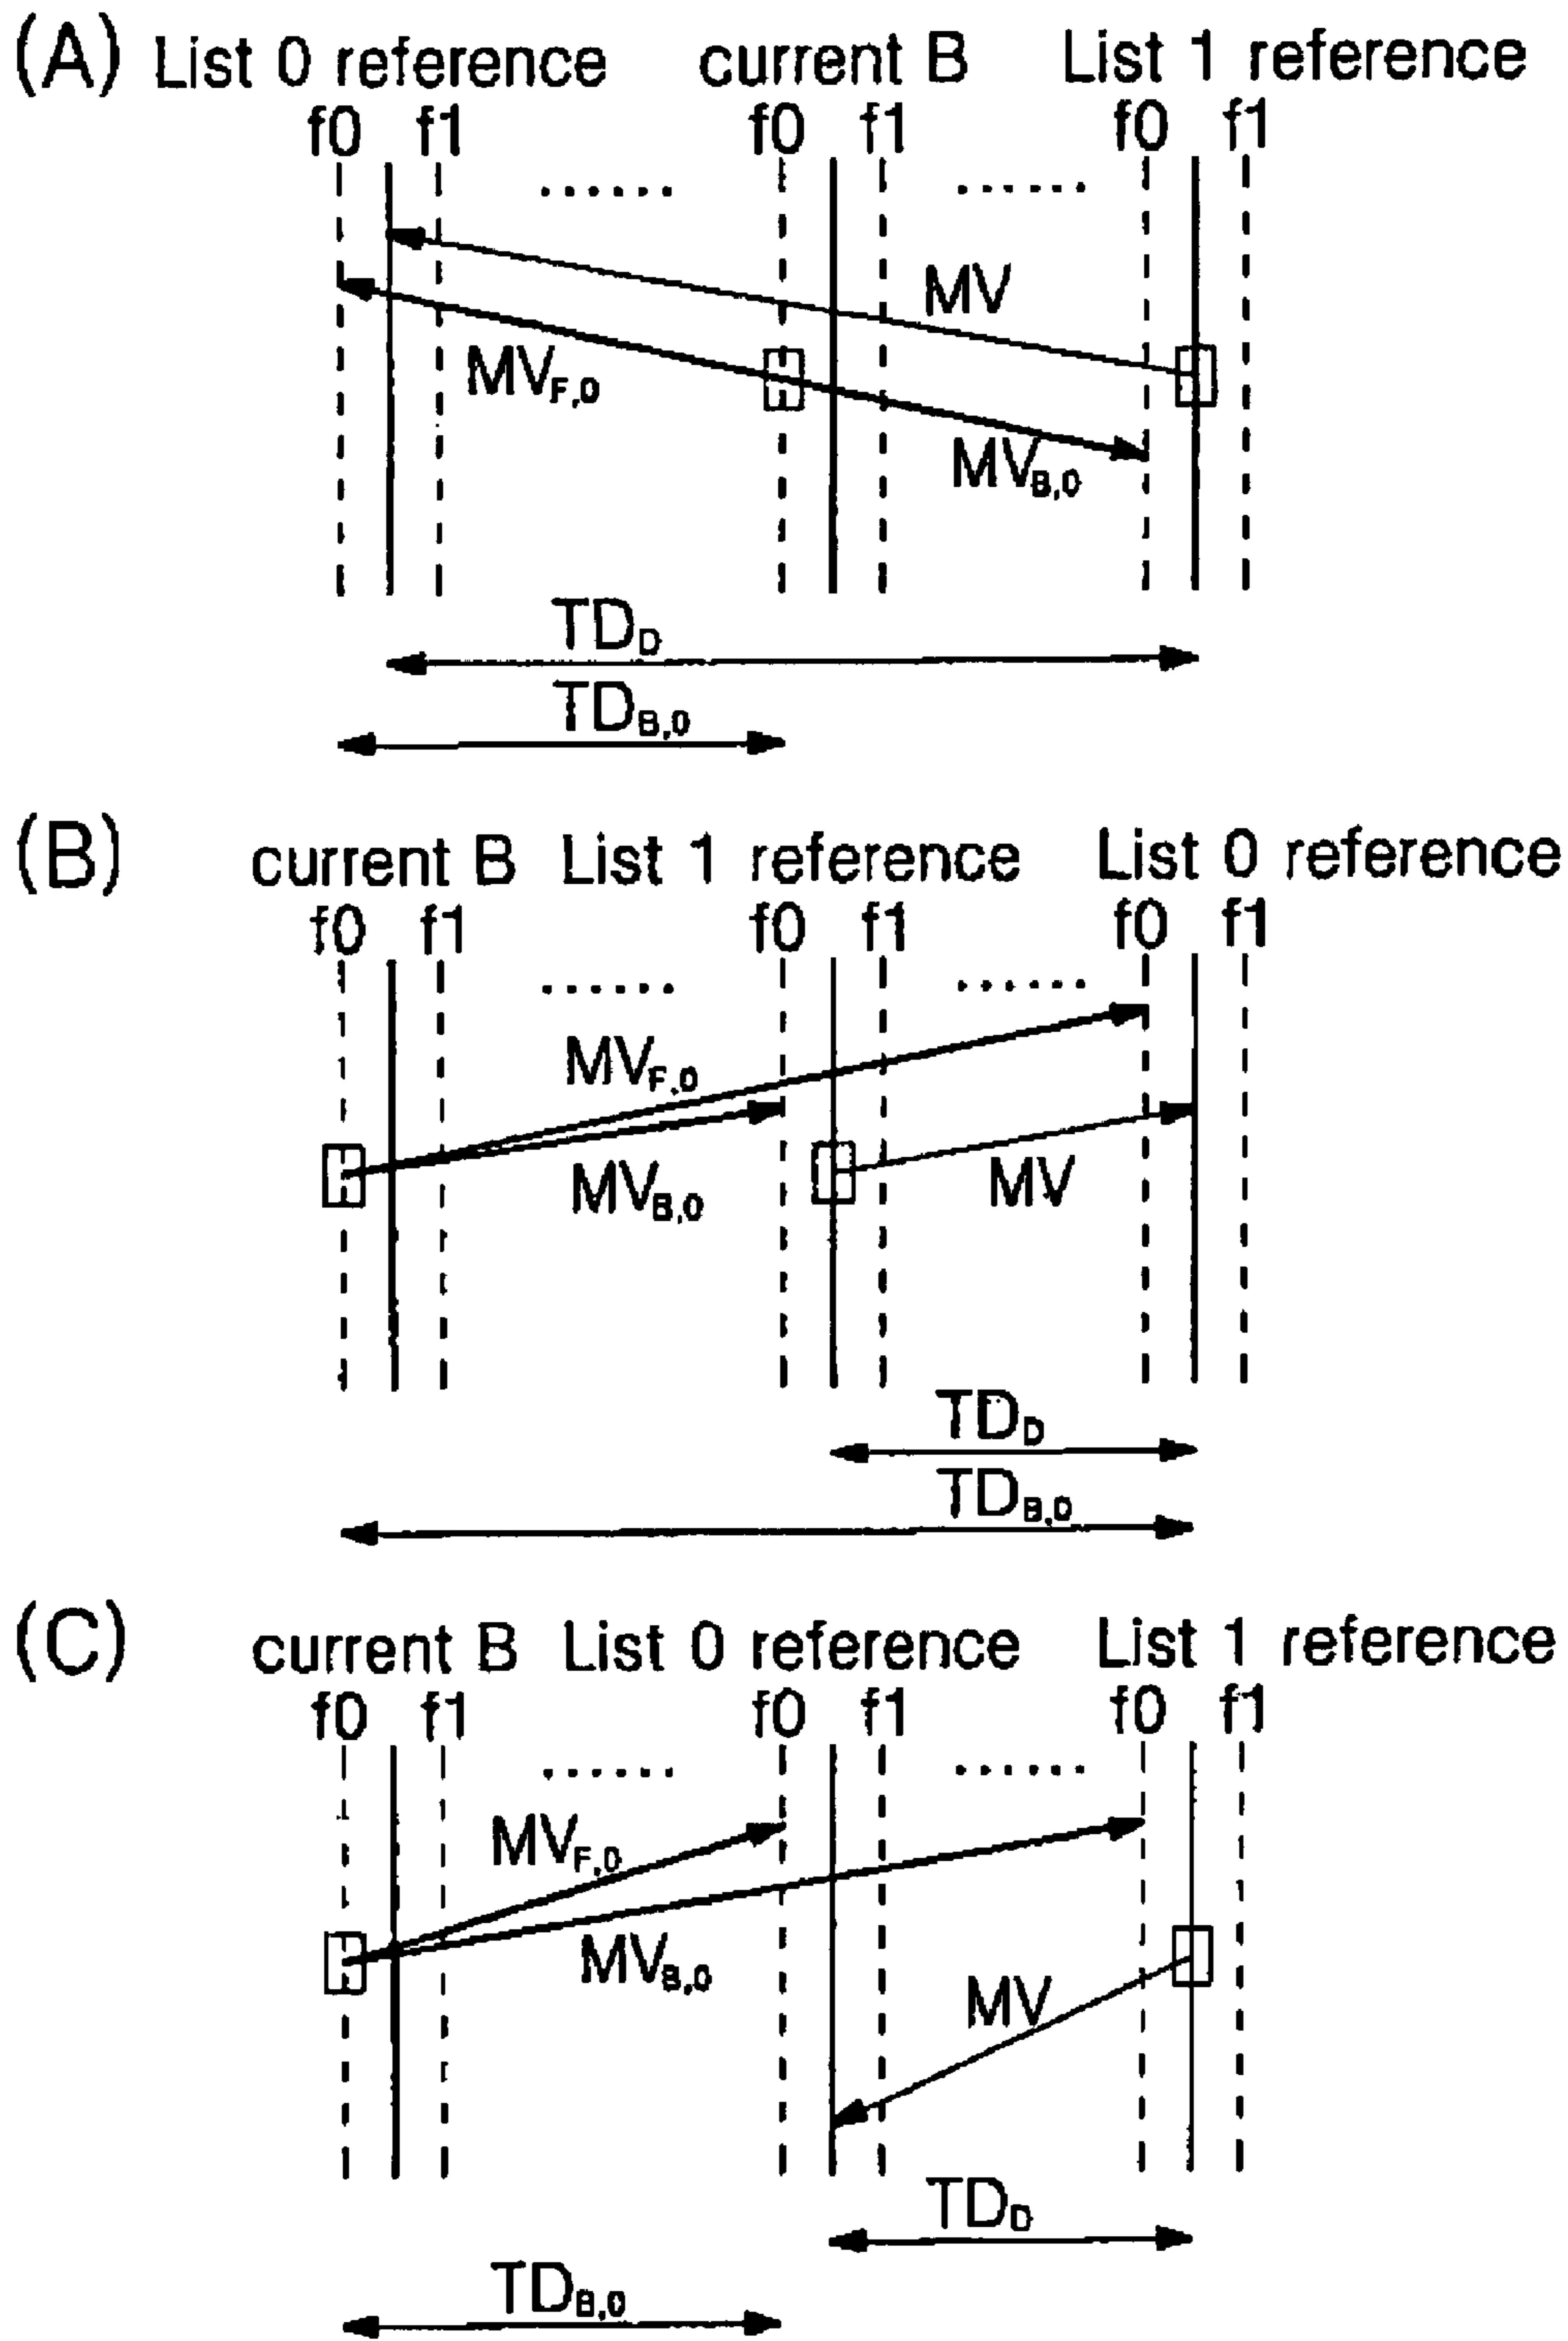 (A) List 0 reference current B List 1 reference
f0 f1 f0 f1 f0 f1
......  ......
MV
MVF,0
MVB,0
TDD
TDB,0
(B) current B List 1 reference List 0 reference
f0 f1 f0 f1 f0 f1
......  ......
MVF,0
MVB,0 MV
TDD
TDB,0
(C) current B List 0 reference List 1 reference
f0 f1 f0 f1 f0 f1
......  ......
MVF,0
MVB,0
MV
TDD
TDB,0